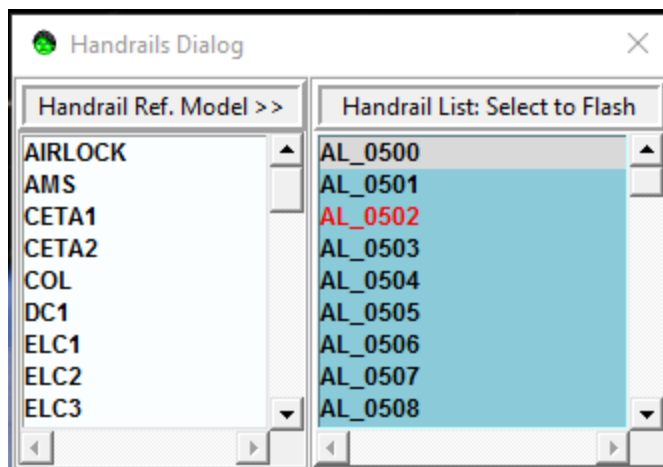 Handrails Dialog
Handrail Ref. Model >>
AIRLOCK
AMS
CETA1
CETA2
COL
DC1
ELC1
ELC2
ELC3
Handrail List: Select to Flash
AL_0500
AL_0501
AL_0502
AL_0503
AL_0504
AL_0505
AL_0506
AL_0507
AL_0508